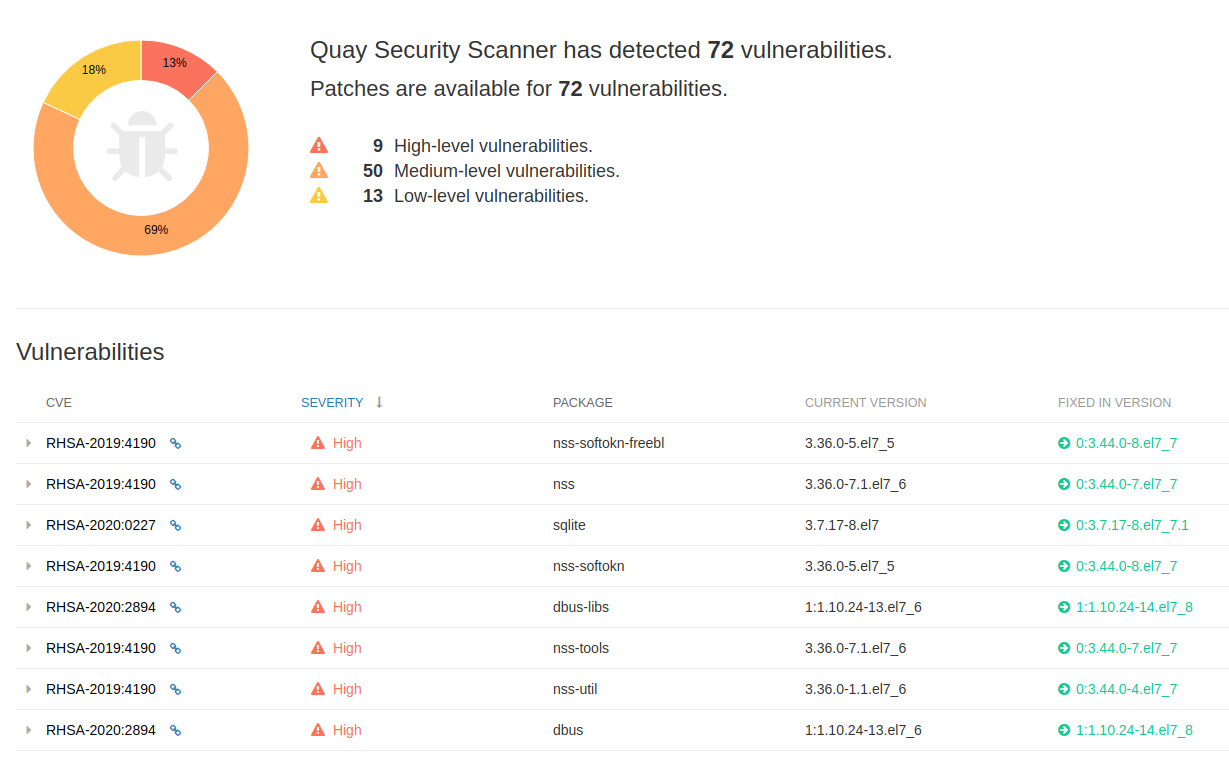 18%
13%
69%
Quay Security Scanner has detected 72 vulnerabilities.
Patches are available for 72 vulnerabilities.
9 High-level vulnerabilities.
50 Medium-level vulnerabilities.
13 Low-level vulnerabilities.
Vulnerabilities
CVE SEVERITY PACKAGE CURRENT VERSION FIXED IN VERSION
RHSA-2019:4190 High nss-softokn-freebl 3.36.0-5.el7_5 0:3.44.0-8.el7_7
RHSA-2019:4190 High nss 3.36.0-7.1.el7_6 0:3.44.0-7.el7_7
RHSA-2020:0227 High sqlite 3.7.17-8.el7 0:3.7.17-8.el7_7.1
RHSA-2019:4190 High nss-softokn 3.36.0-5.el7_5 0:3.44.0-8.el7_7
RHSA-2020:2894 High dbus-libs 1:1.10.24-13.el7_6 1:1.10.24-14.el7_8
RHSA-2019:4190 High nss-tools 3.36.0-7.1.el7_6 0:3.44.0-7.el7_7
RHSA-2019:4190 High nss-util 3.36.0-1.1.el7_6 0:3.44.0-4.el7_7
RHSA-2020:2894 High dbus 1:1.10.24-13.el7_6 1:1.10.24-14.el7_8